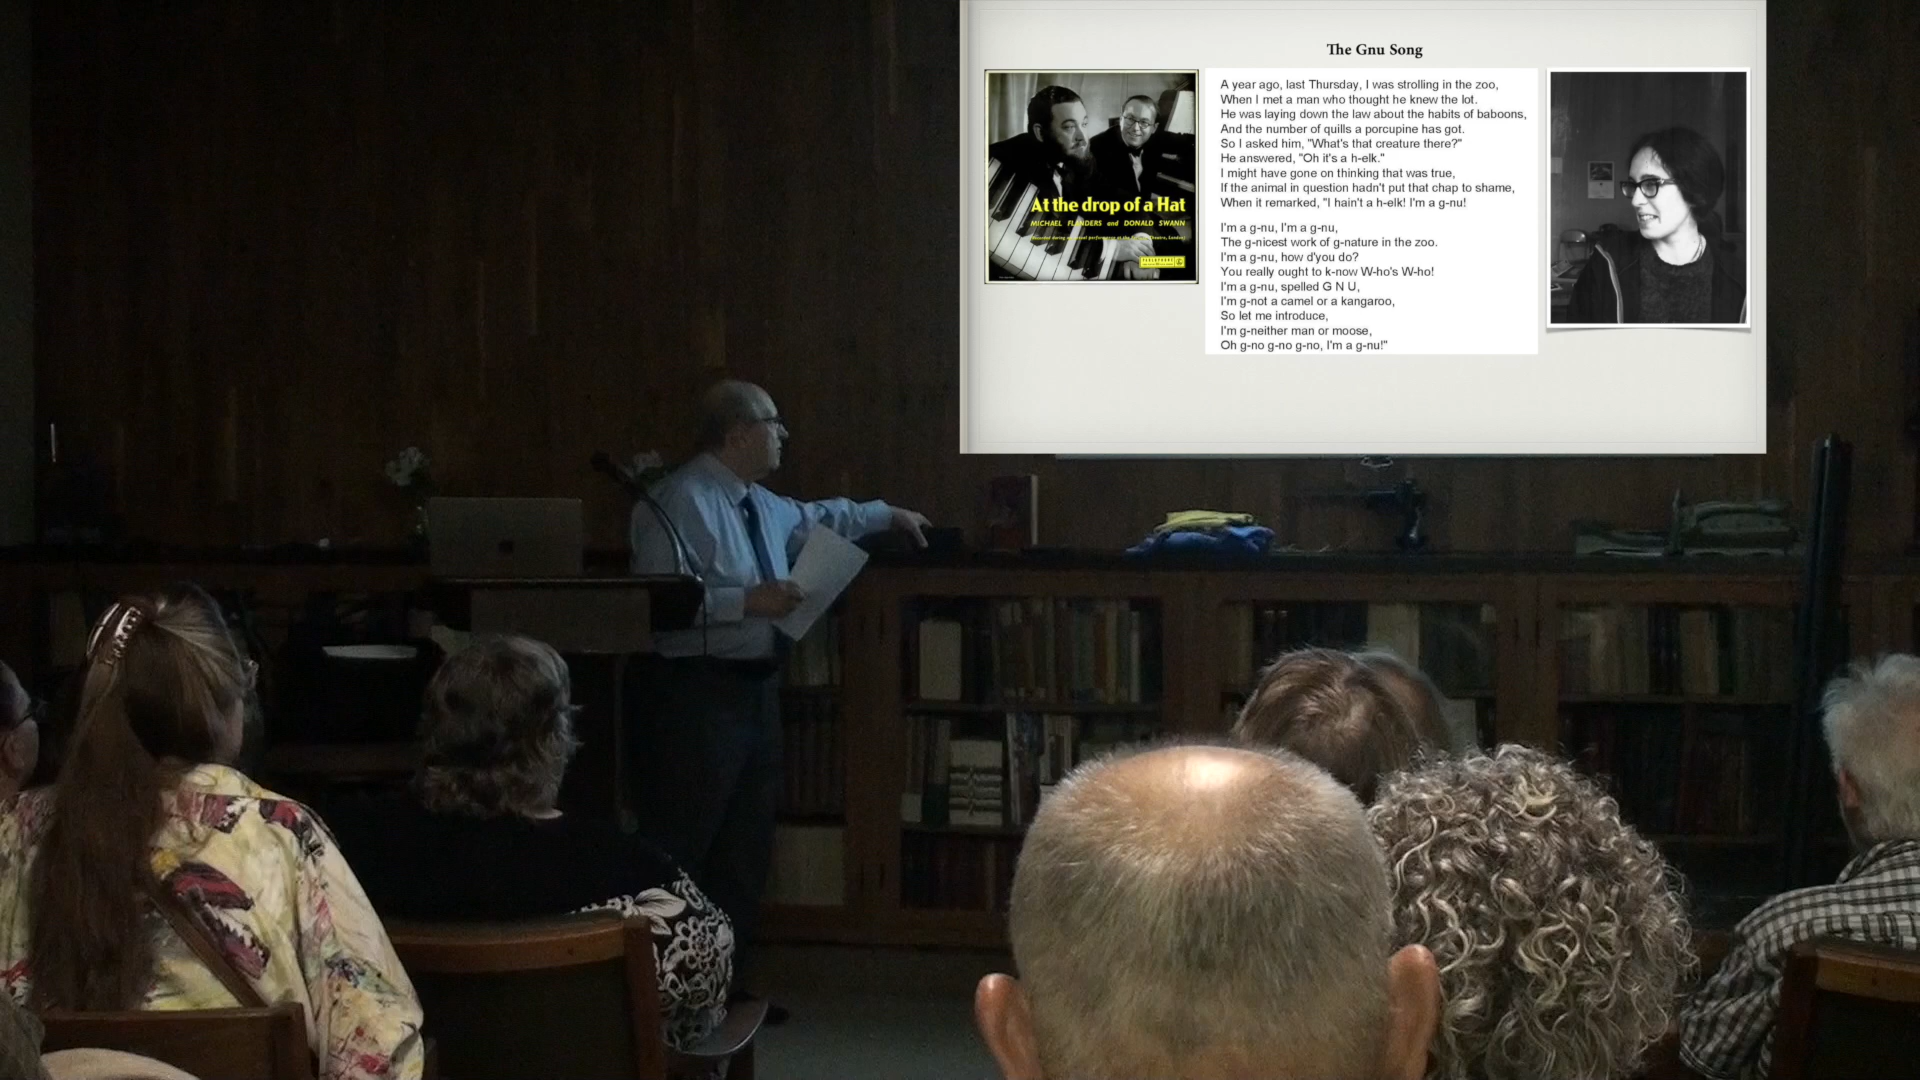 The Gnu Song
At the drop of a Hat
MICHAEL FLANDERS and DONALD SWANN
PARLOPHONE
A year ago, last Thursday, I was strolling in the zoo,
When I met a man who thought he knew the lot.
He was laying down the law about the habits of baboons,
And the number of quills a porcupine has got.
So I asked him, "What's that creature there?"
He answered, "Oh it's a h-elk."
I might have gone on thinking that was true,
If the animal in question hadn't put that chap to shame,
When it remarked, "I hain't a h-elk! I'm a g-nu!
I'm a g-nu, I'm a g-nu,
The g-nicest work of g-nature in the zoo.
I'm a g-nu, how d'you do?
You really ought to k-now W-ho's W-ho!
I'm a g-nu, spelled G N U,
I'm g-not a camel or a kangaroo,
So let me introduce,
I'm g-neither man or moose,
Oh g-no g-no g-no, I'm a g-nu!"